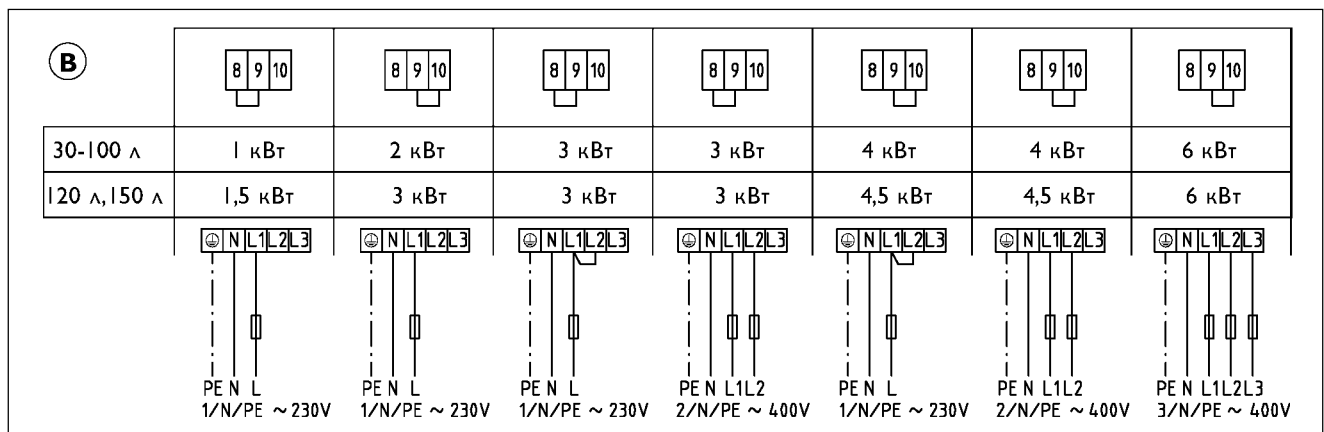 B
8 9 10 8 9 10 8 9 10 8 9 10 8 9 10 8 9 10 8 9 10
30-100 л 1 кВт 2 кВт 3 кВт 3 кВт 4 кВт 4 кВт 6 кВт
120 л,150 л 1,5 кВт 3 кВт 3 кВт 3 кВт 4,5 кВт 4,5 кВт 6 кВт
N L1 L2 L3 N L1 L2 L3 N L1 L2 L3 N L1 L2 L3 N L1 L2 L3 N L1 L2 L3 N L1 L2 L3
PE N L PE N L PE N L PE N L1 L2 PE N L PE N L1 L2 PE N L1 L2 L3
1/N/PE ~ 230V 1/N/PE ~ 230V 1/N/PE ~ 230V 2/N/PE ~ 400V 1/N/PE ~ 230V 2/N/PE ~ 400V 3/N/PE ~ 400V